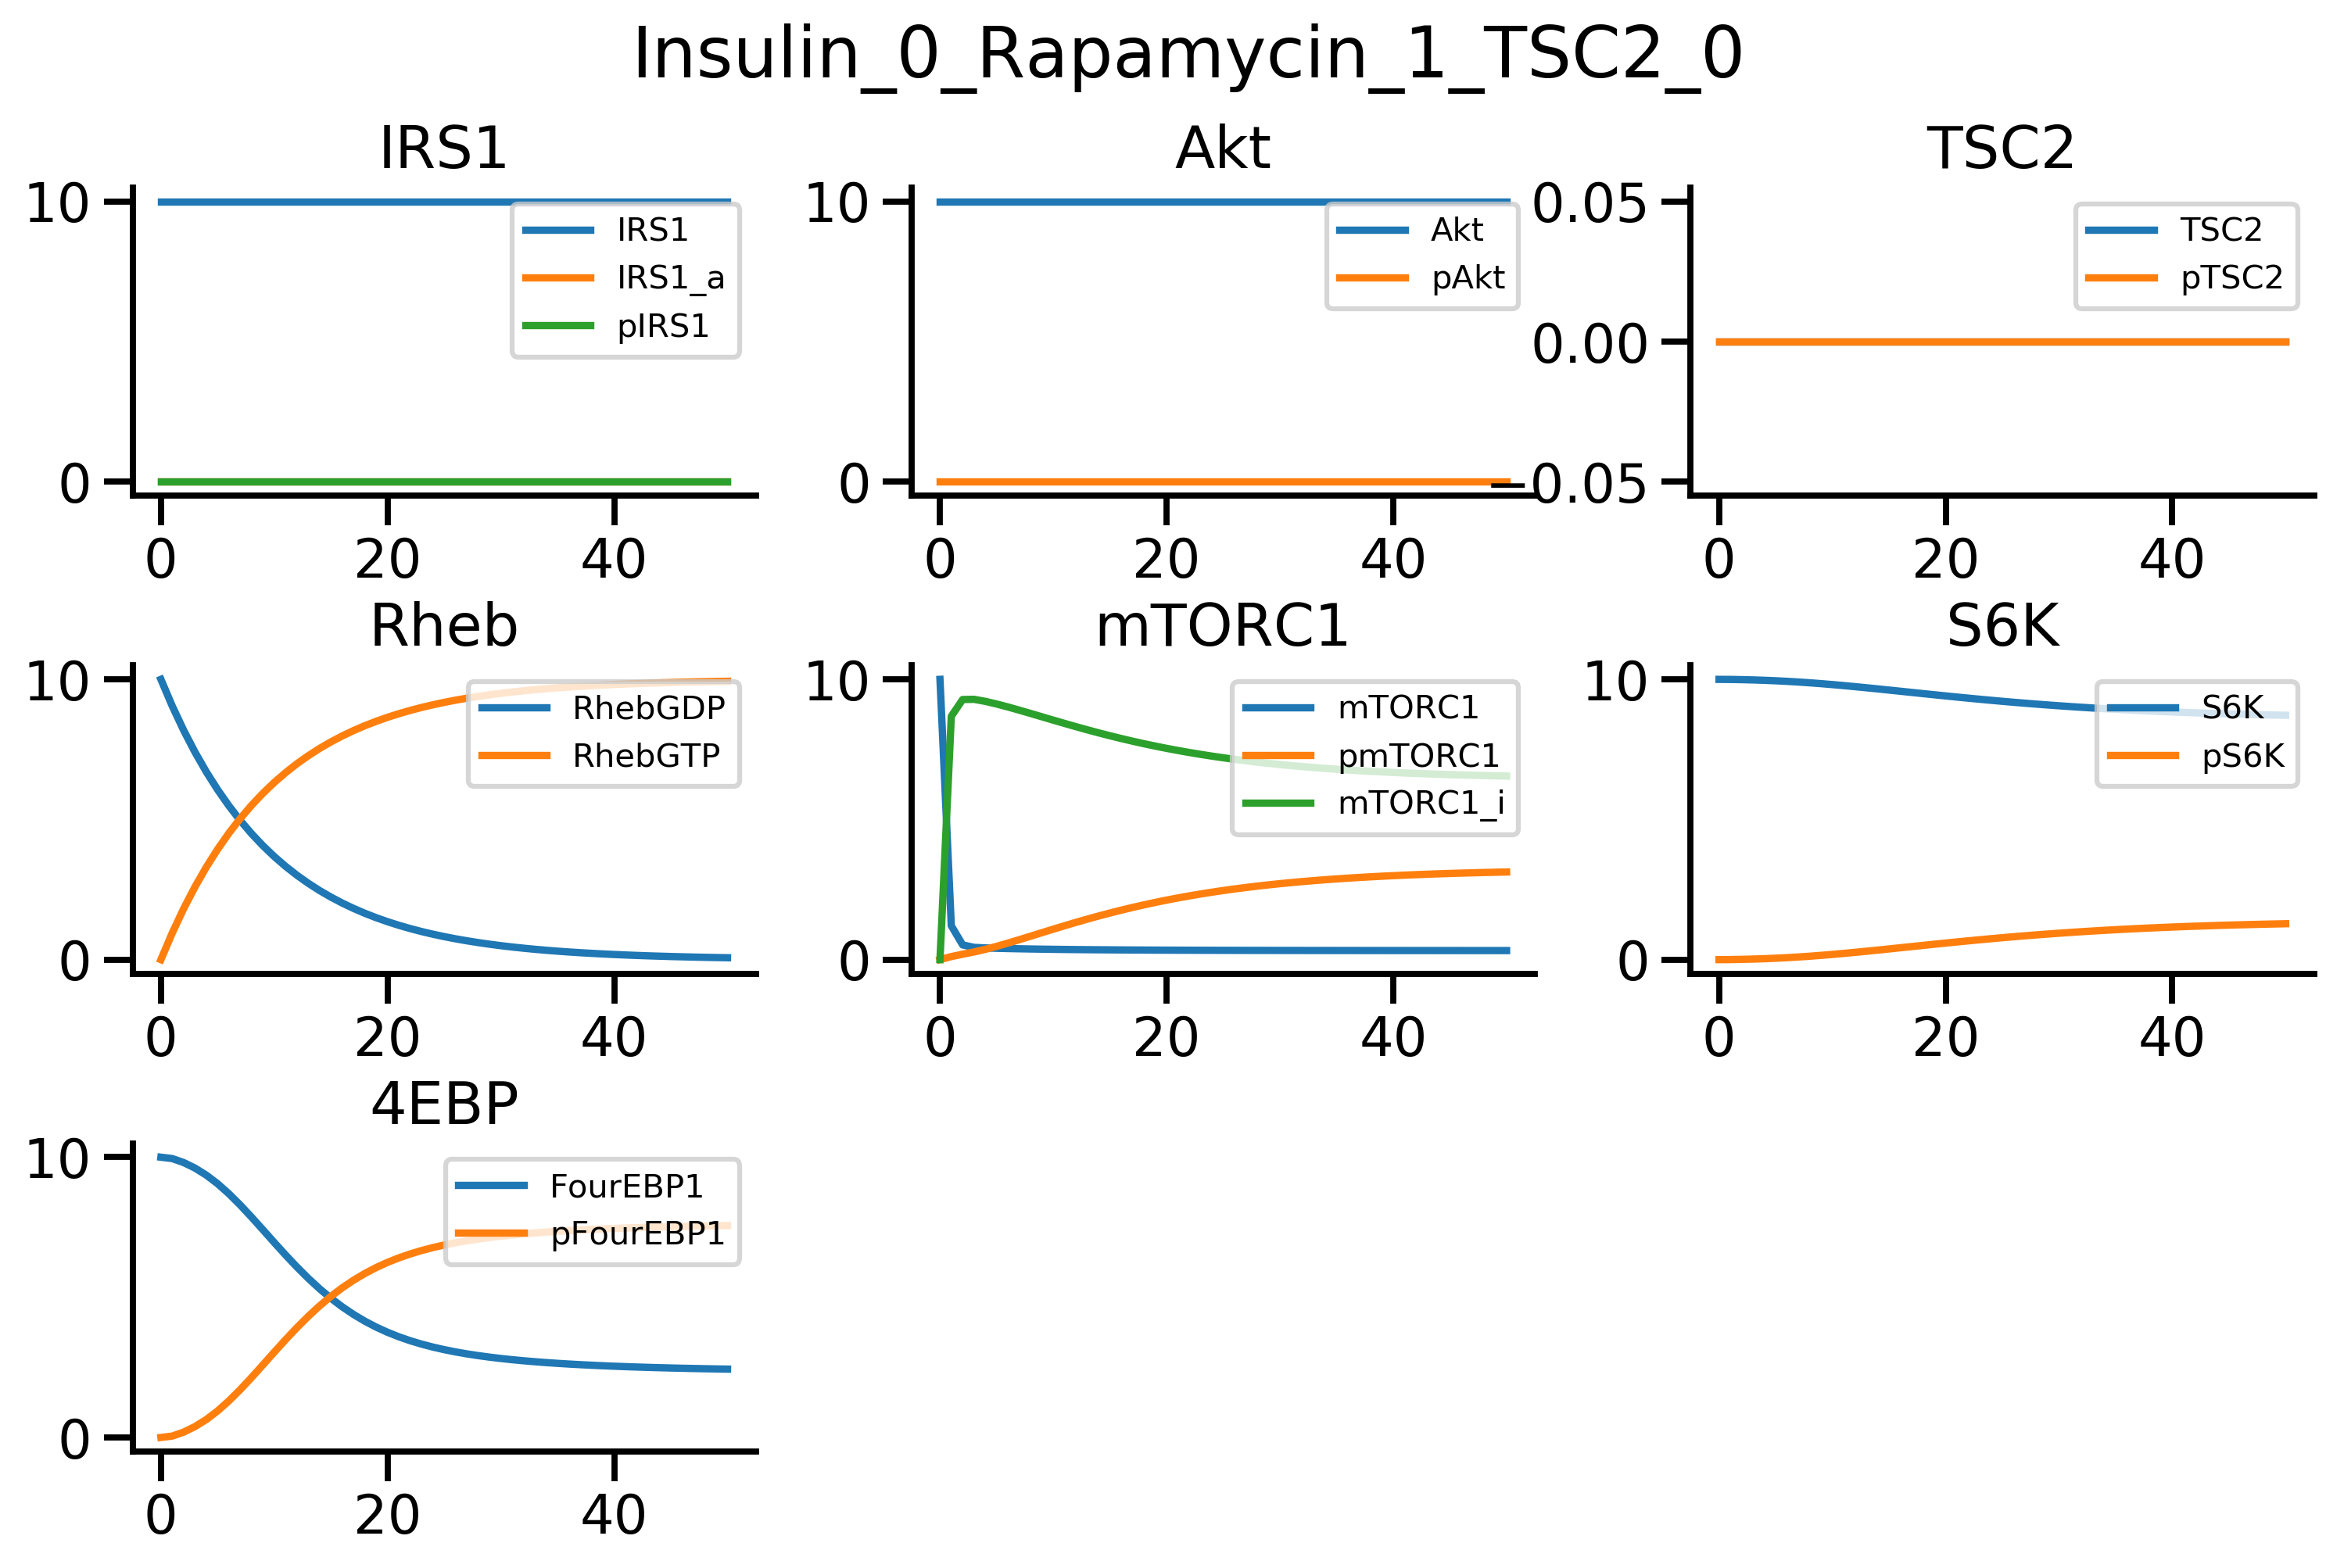 Insulin_0_Rapamycin_1_TSC2_0
IRS1
10
0
0 20 40
IRS1
IRS1_a
pIRS1
Akt
10
0
0 20 40
Akt
pAkt
TSC2
0.05
0.00
−0.05
0 20 40
TSC2
pTSC2
Rheb
10
0
0 20 40
RhebGDP
RhebGTP
mTORC1
10
0
0 20 40
mTORC1
pmTORC1
mTORC1_i
S6K
10
0
0 20 40
S6K
pS6K
4EBP
10
0
0 20 40
FourEBP1
pFourEBP1